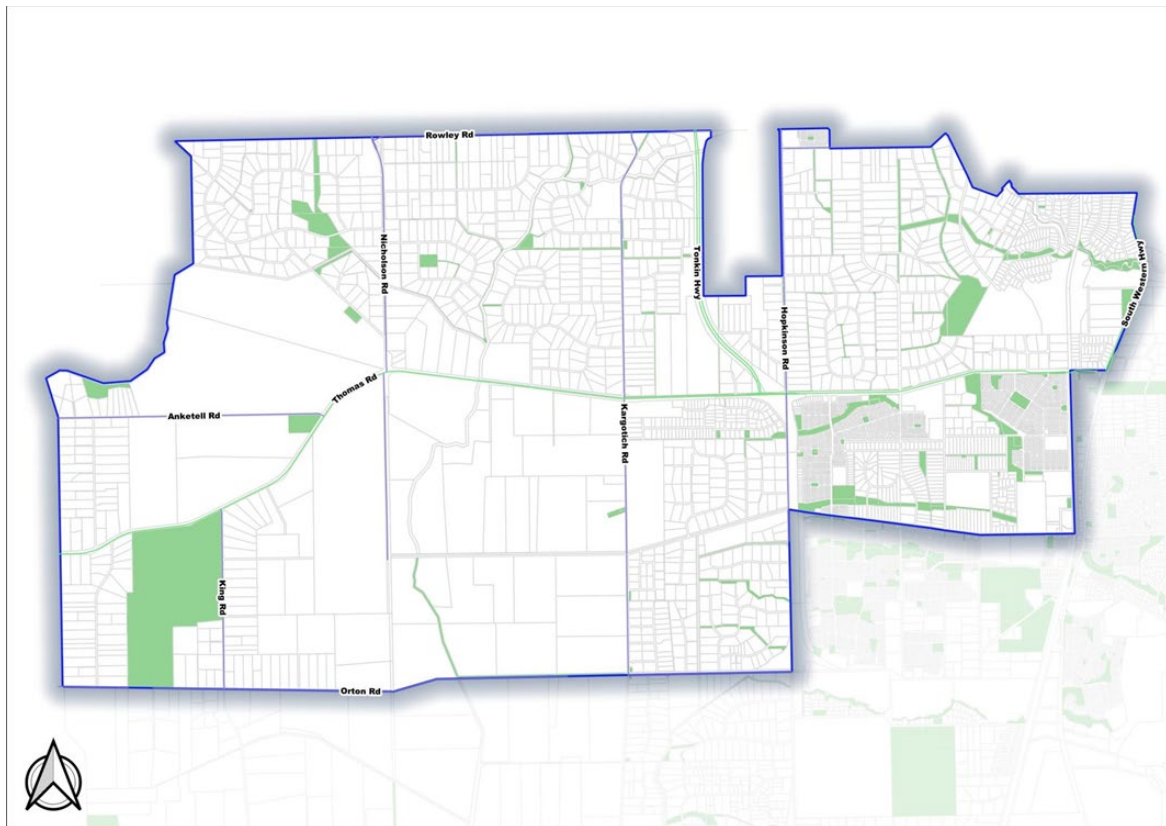 Rowley Rd
Nicholson Rd
Tonkin Hwy
South Western Hwy
Hopkinson Rd
Thomas Rd
Anketell Rd
Kargotich Rd
King Rd
Orton Rd